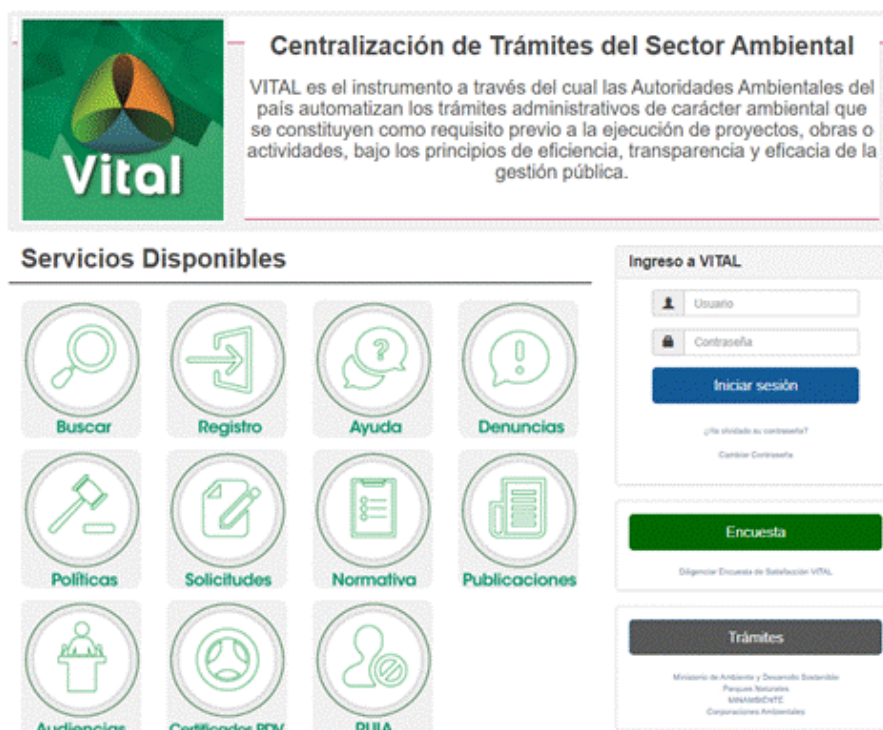 Vital
Centralización de Trámites del Sector Ambiental
VITAL es el instrumento a través del cual las Autoridades Ambientales del
país automatizan los trámites administrativos de carácter ambiental que
se constituyen como requisito previo a la ejecución de proyectos, obras o
actividades, bajo los principios de eficiencia, transparencia y eficacia de la
gestión pública.
Servicios Disponibles
Buscar
Registro
Ayuda
Denuncias
Políticas
Solicitudes
Normativa
Publicaciones
Audiencias
Certificados RDV
RUIA
Ingreso a VITAL
Usuario
Contraseña
Iniciar sesión
¿Ha olvidado su contraseña?
Cambiar Contraseña
Encuesta
Diligenciar Encuesta de Satisfacción VITAL
Trámites
Ministerio de Ambiente y Desarrollo Sostenible
Parques Naturales
MINAMBIENTE
Corporaciones Ambientales